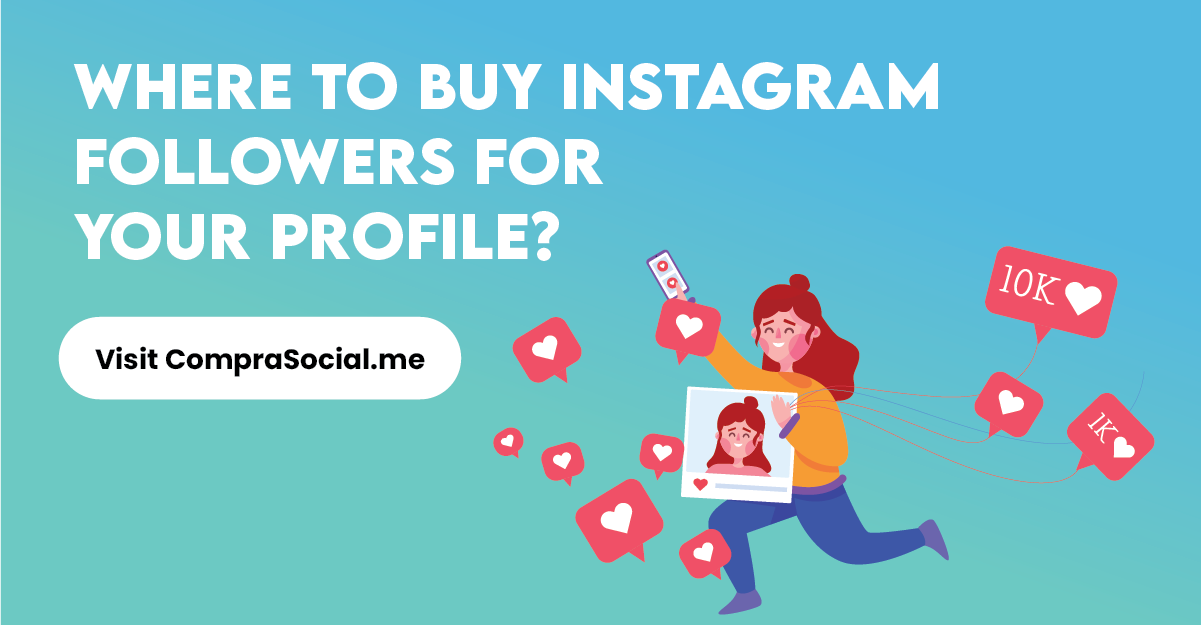 WHERE TO BUY INSTAGRAM
FOLLOWERS FOR
YOUR PROFILE?
Visit CompraSocial.me
10K
1K